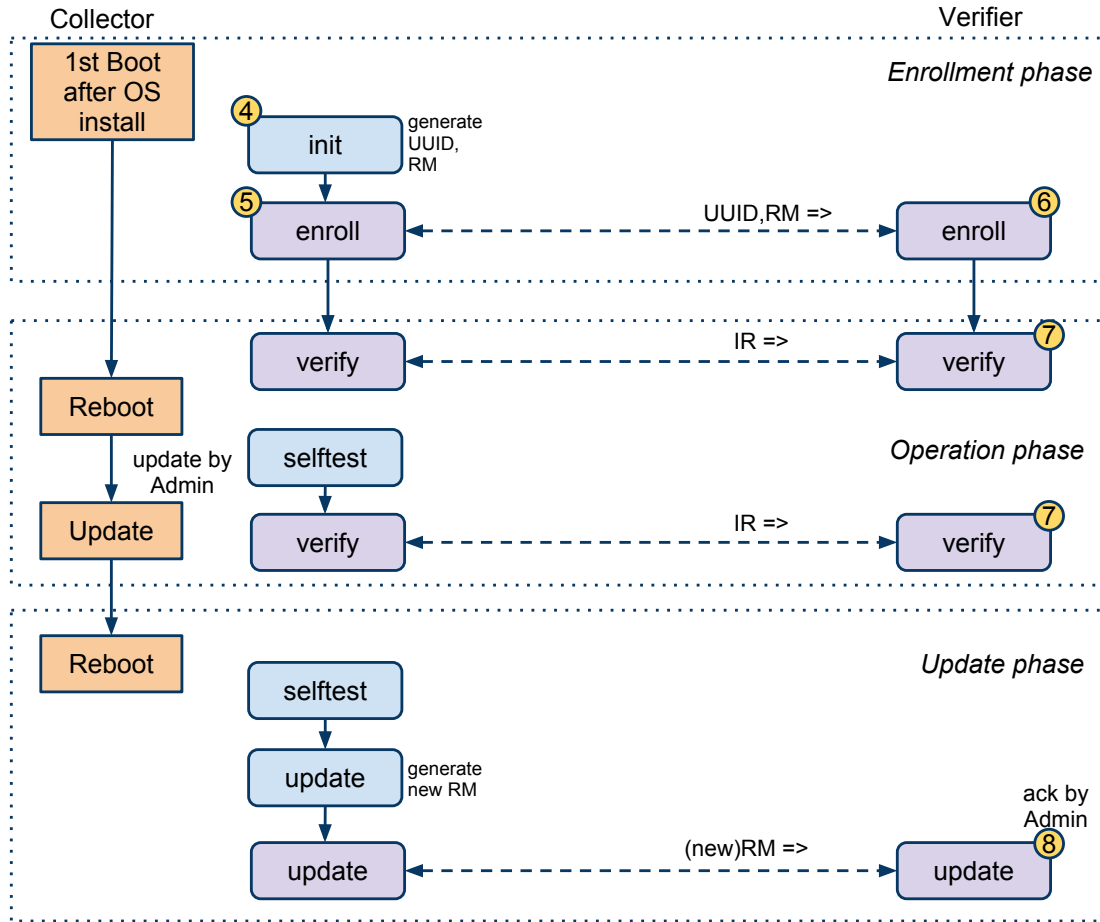 Collector
Verifier
1st Boot
after OS
install
Enrollment phase
4
init
generate
UUID,
RM
5
enroll
UUID,RM =>
6
enroll
verify
IR =>
7
verify
Reboot
update by
Admin
selftest
Operation phase
Update
verify
IR =>
7
verify
Reboot
selftest
Update phase
update
generate
new RM
ack by
Admin
update
(new)RM =>
8
update